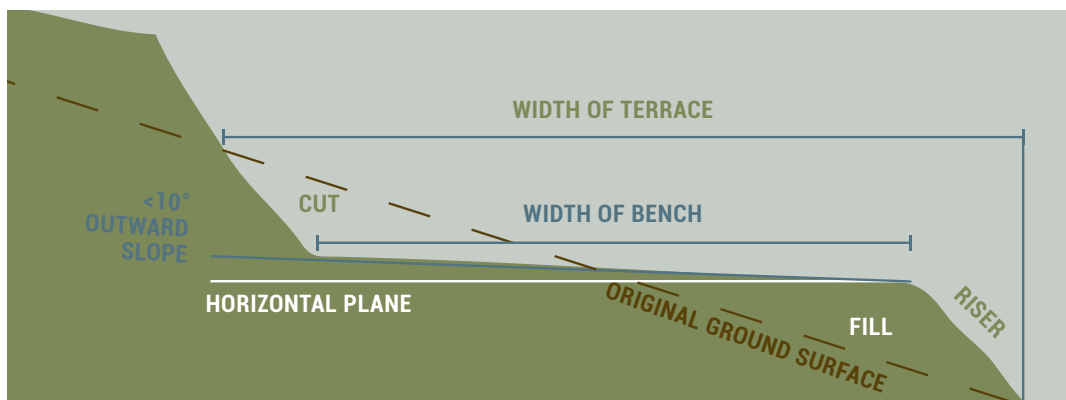 WIDTH OF TERRACE
<10°
OUTWARD
SLOPE
CUT
WIDTH OF BENCH
HORIZONTAL PLANE
ORIGINAL GROUND SURFACE
FILL
RISER